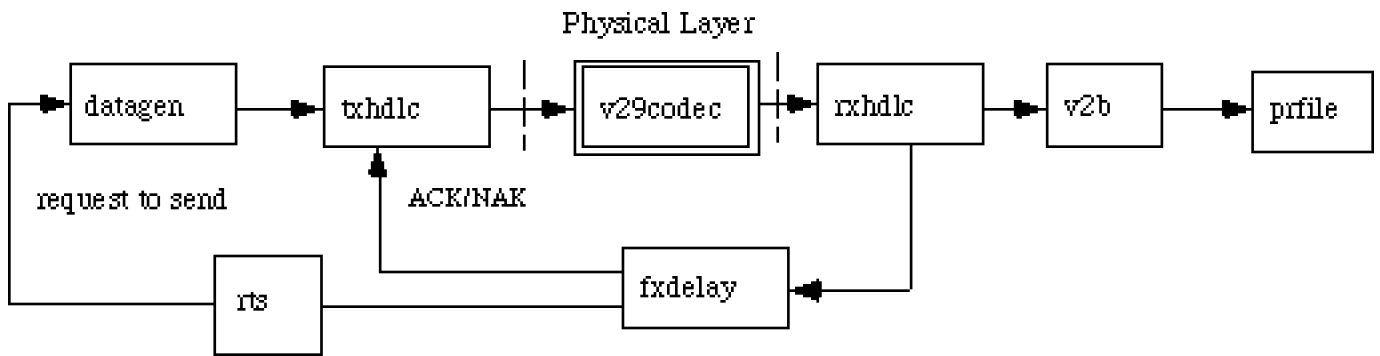 Physical Layer
datagen
txhdlc
v29codec
rxhdlc
v2b
prfile
request to send
ACK/NAK
rts
fxdelay